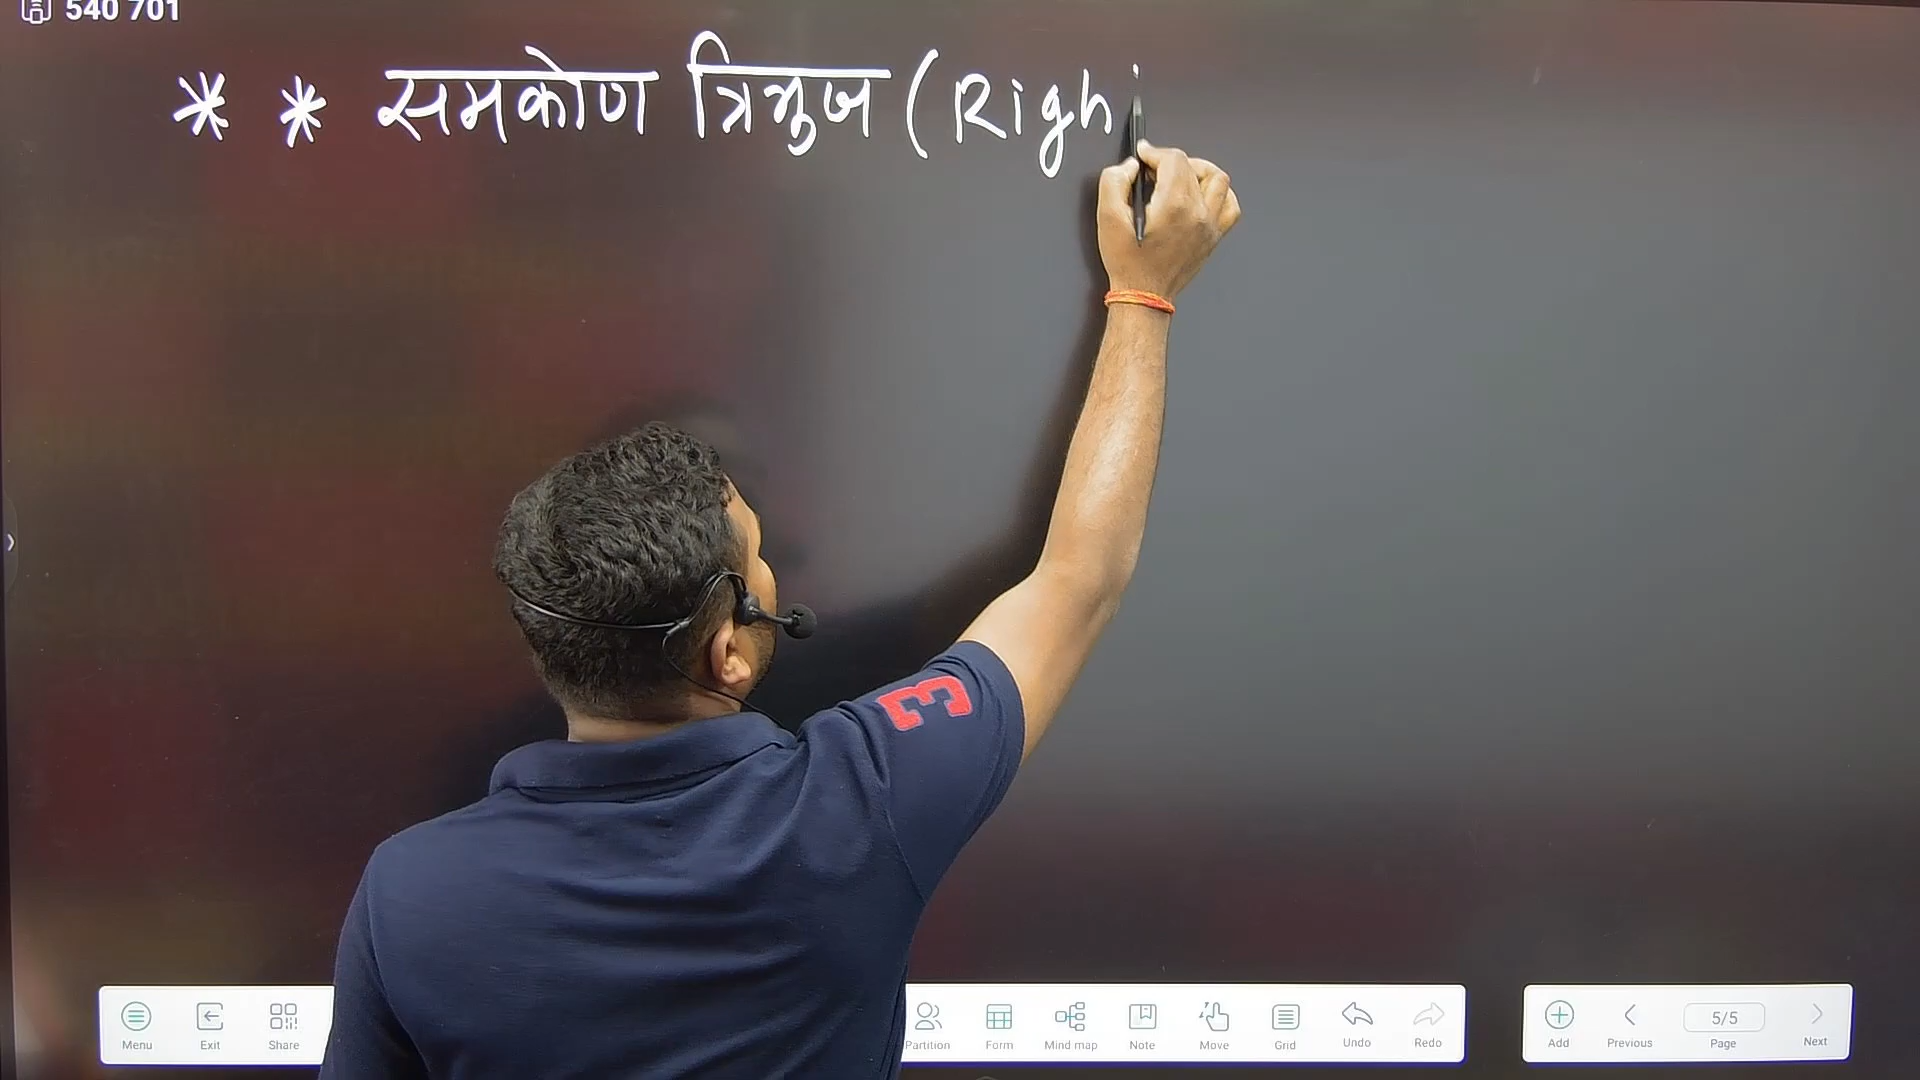 540 701
** समकोण त्रिभुज (Righ
Menu Exit Share Partition Form Mind map Note Move Grid Undo Redo Add Previous 5/5 Page Next